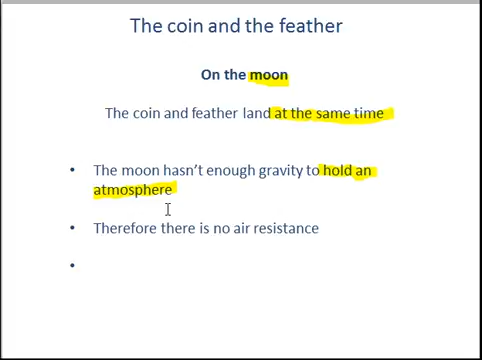 The coin and the feather
On the moon
The coin and feather land at the same time
• The moon hasn't enough gravity to hold an
atmosphere
• Therefore there is no air resistance
•